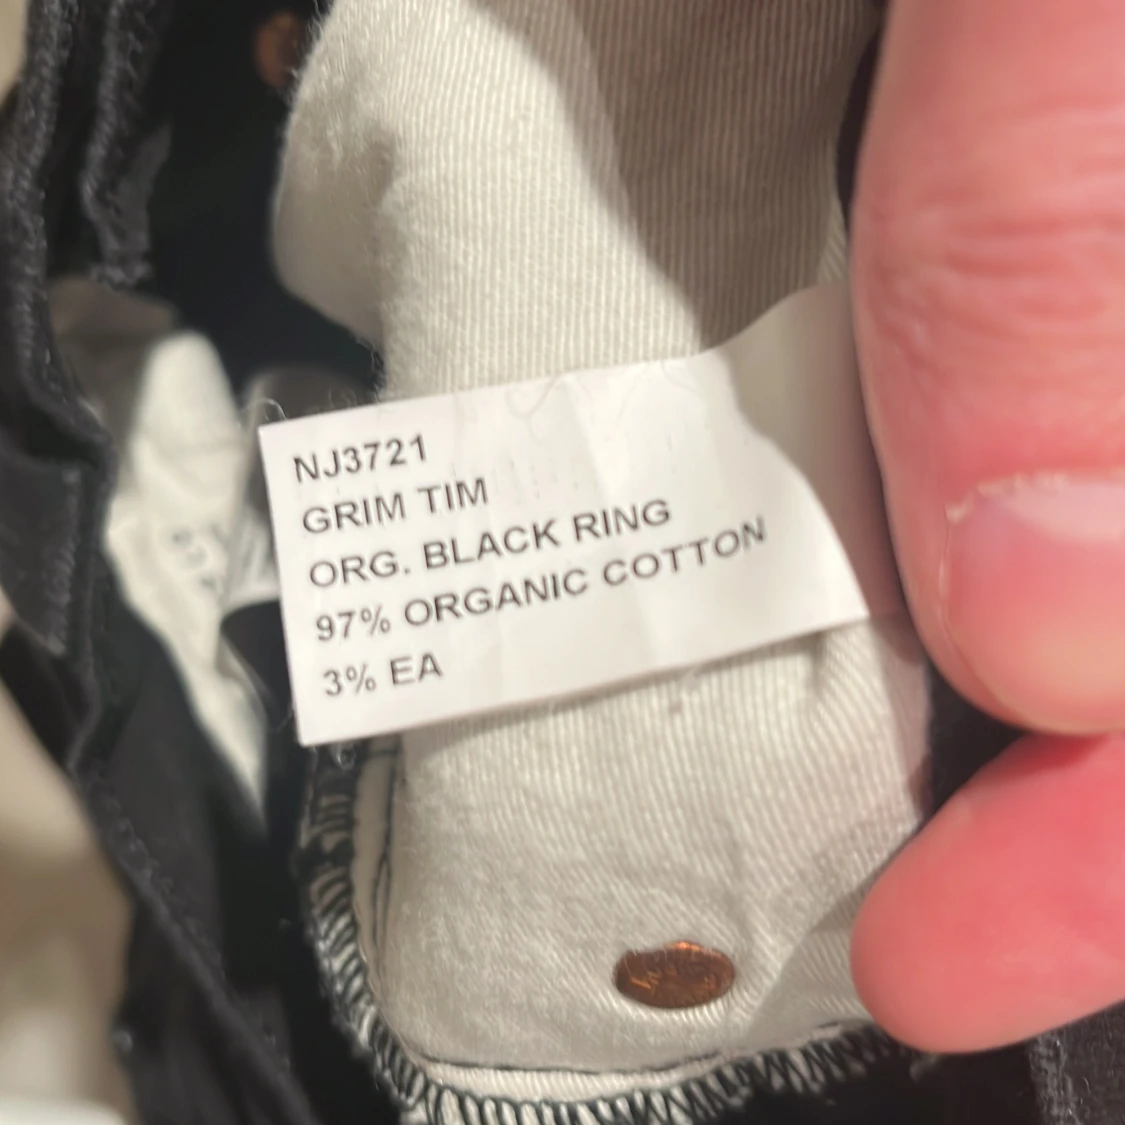 NJ3721
GRIM TIM
ORG. BLACK RING
97% ORGANIC COTTON
3% EA